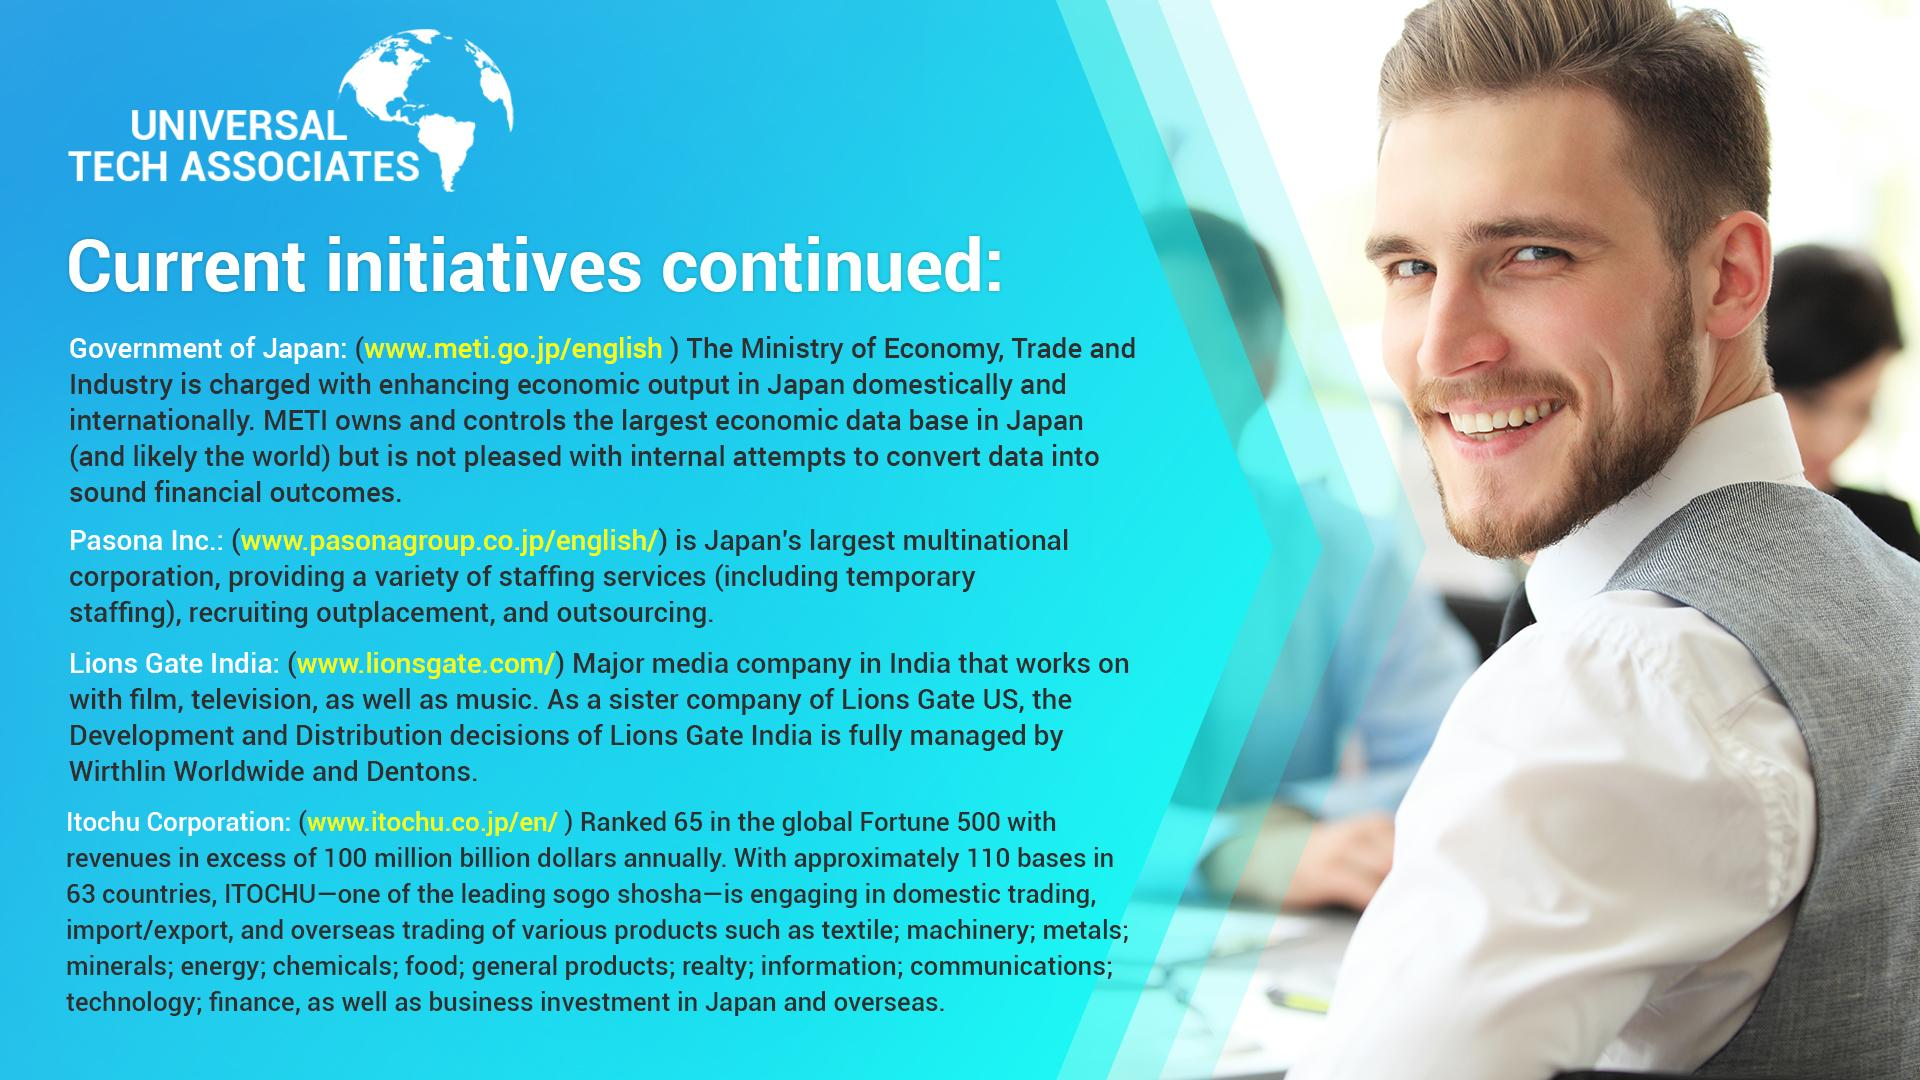 UNIVERSAL
TECH ASSOCIATES
Current initiatives continued:
Government of Japan: (www.meti.go.jp/english ) The Ministry of Economy, Trade and
Industry is charged with enhancing economic output in Japan domestically and
internationally. METI owns and controls the largest economic data base in Japan
(and likely the world) but is not pleased with internal attempts to convert data into
sound financial outcomes.
Pasona Inc.: (www.pasonagroup.co.jp/english/) is Japan's largest multinational
corporation, providing a variety of staffing services (including temporary
staffing), recruiting outplacement, and outsourcing.
Lions Gate India: (www.lionsgate.com/) Major media company in India that works on
with film, television, as well as music. As a sister company of Lions Gate US, the
Development and Distribution decisions of Lions Gate India is fully managed by
Wirthlin Worldwide and Dentons.
Itochu Corporation: (www.itochu.co.jp/en/ ) Ranked 65 in the global Fortune 500 with
revenues in excess of 100 million billion dollars annually. With approximately 110 bases in
63 countries, ITOCHU—one of the leading sogo shosha—is engaging in domestic trading,
import/export, and overseas trading of various products such as textile; machinery; metals;
minerals; energy; chemicals; food; general products; realty; information; communications;
technology; finance, as well as business investment in Japan and overseas.